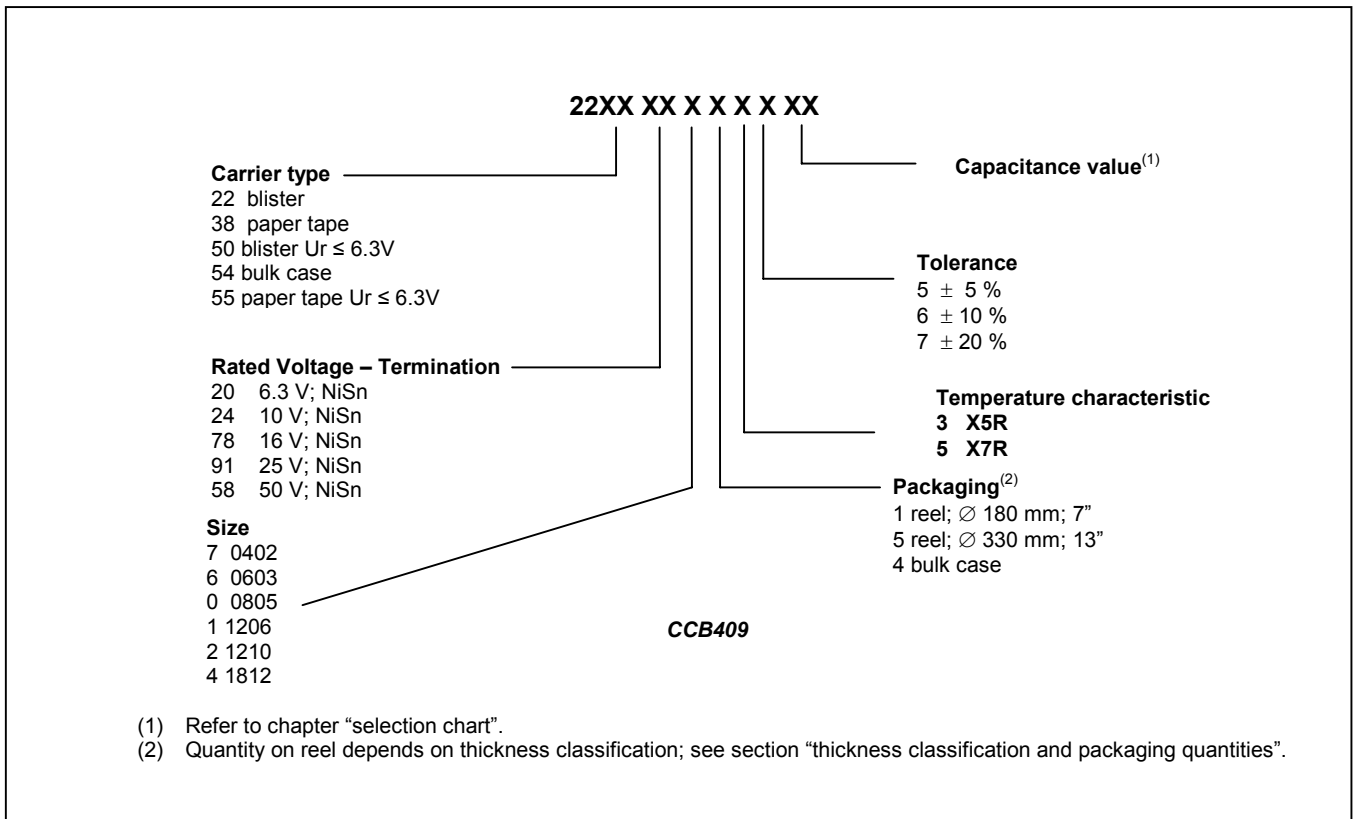 22XX XX X X X X XX
Carrier type
22 blister
38 paper tape
50 blister Ur ≤ 6.3V
54 bulk case
55 paper tape Ur ≤ 6.3V
Rated Voltage – Termination
20 6.3 V; NiSn
24 10 V; NiSn
78 16 V; NiSn
91 25 V; NiSn
58 50 V; NiSn
Size
7 0402
6 0603
0 0805
1 1206
2 1210
4 1812
Capacitance value(1)
Tolerance
5 ± 5 %
6 ± 10 %
7 ± 20 %
Temperature characteristic
3 X5R
5 X7R
Packaging(2)
1 reel; ∅ 180 mm; 7”
5 reel; ∅ 330 mm; 13”
4 bulk case
CCB409
(1) Refer to chapter “selection chart”.
(2) Quantity on reel depends on thickness classification; see section “thickness classification and packaging quantities”.